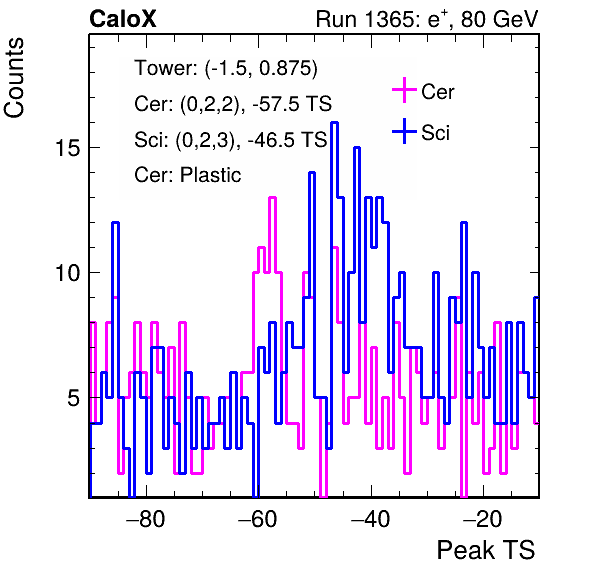 CaloX
Run 1365: e⁺, 80 GeV
Counts
Tower: (-1.5, 0.875)
Cer: (0,2,2), -57.5 TS
Sci: (0,2,3), -46.5 TS
Cer: Plastic
Cer
Sci
15
10
5
−80 −60 −40 −20
Peak TS